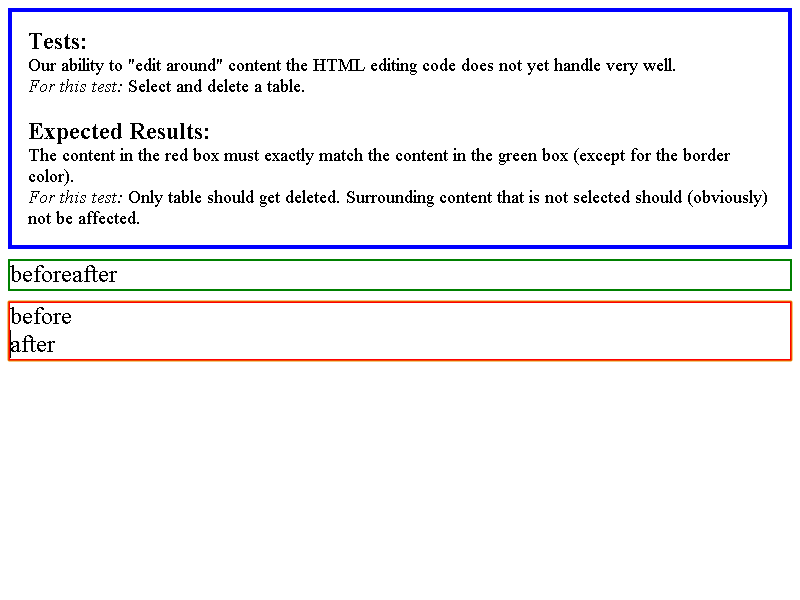 Tests:
Our ability to "edit around" content the HTML editing code does not yet handle very well.
For this test: Select and delete a table.
Expected Results:
The content in the red box must exactly match the content in the green box (except for the border
color).
For this test: Only table should get deleted. Surrounding content that is not selected should (obviously)
not be affected.
beforeafter
before
after